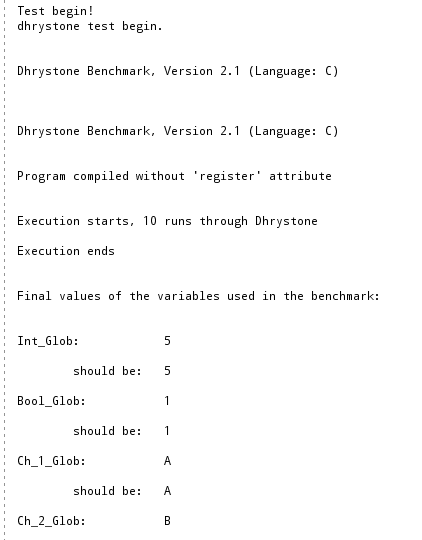 Test begin!
dhrystone test begin.
Dhrystone Benchmark, Version 2.1 (Language: C)
Dhrystone Benchmark, Version 2.1 (Language: C)
Program compiled without 'register' attribute
Execution starts, 10 runs through Dhrystone
Execution ends
Final values of the variables used in the benchmark:
Int_Glob: 5
should be: 5
Bool_Glob: 1
should be: 1
Ch_1_Glob: A
should be: A
Ch_2_Glob: B